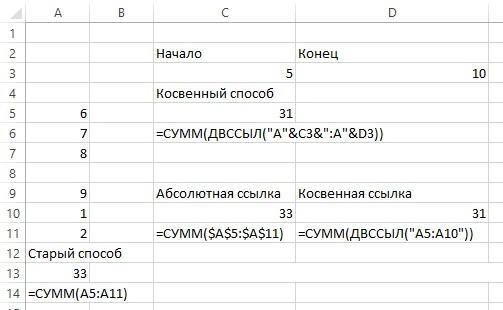 A B C D
1
2 Начало Конец
3 5 10
4 Косвенный способ
5 6 31
6 7 =СУММ(ДВССЫЛ("A"&C3&":A"&D3))
7 8
8
9 9 Абсолютная ссылка Косвенная ссылка
10 1 33 31
11 2 =СУММ($A$5:$A$11) =СУММ(ДВССЫЛ("A5:A10"))
12 Старый способ
13 33
14 =СУММ(A5:A11)